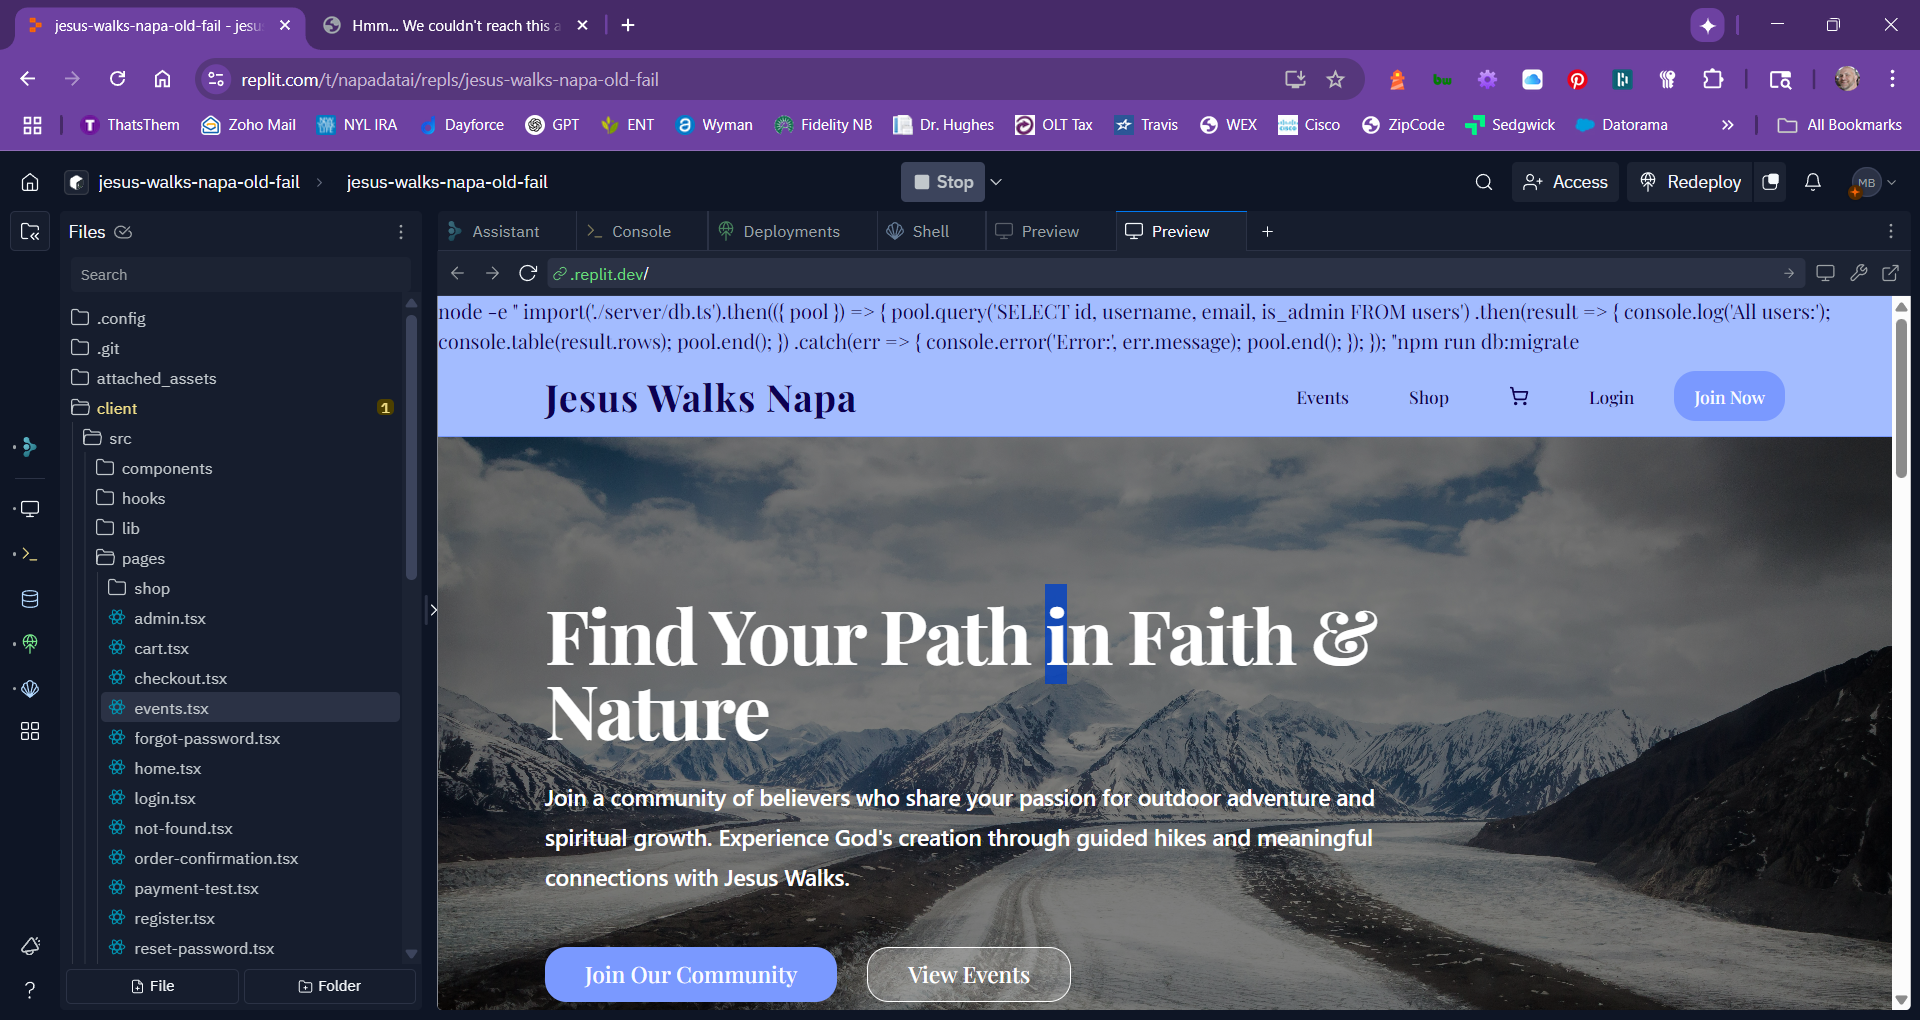 jesus-walks-napa-old-fail - jesu
Hmm... We couldn't reach this a
replit.com/t/napadatai/repls/jesus-walks-napa-old-fail
ThatsThem
Zoho Mail
NYL IRA
Dayforce
GPT
ENT
Wyman
Fidelity NB
Dr. Hughes
OLT Tax
Travis
WEX
Cisco
ZipCode
Sedgwick
Datorama
All Bookmarks
jesus-walks-napa-old-fail
jesus-walks-napa-old-fail
Stop
Access
Redeploy
MB
Files
Search
.config
.git
attached_assets
client
1
src
components
hooks
lib
pages
shop
admin.tsx
cart.tsx
checkout.tsx
events.tsx
forgot-password.tsx
home.tsx
login.tsx
not-found.tsx
order-confirmation.tsx
payment-test.tsx
register.tsx
reset-password.tsx
File
Folder
Assistant
Console
Deployments
Shell
Preview
Preview
.replit.dev/
node -e " import('./server/db.ts').then(({ pool }) => { pool.query('SELECT id, username, email, is_admin FROM users') .then(result => { console.log('All users:');
console.table(result.rows); pool.end(); }) .catch(err => { console.error('Error:', err.message); pool.end(); }); }); "npm run db:migrate
Jesus Walks Napa
Events
Shop
Login
Join Now
Find Your Path in Faith &
Nature
Join a community of believers who share your passion for outdoor adventure and
spiritual growth. Experience God's creation through guided hikes and meaningful
connections with Jesus Walks.
Join Our Community
View Events